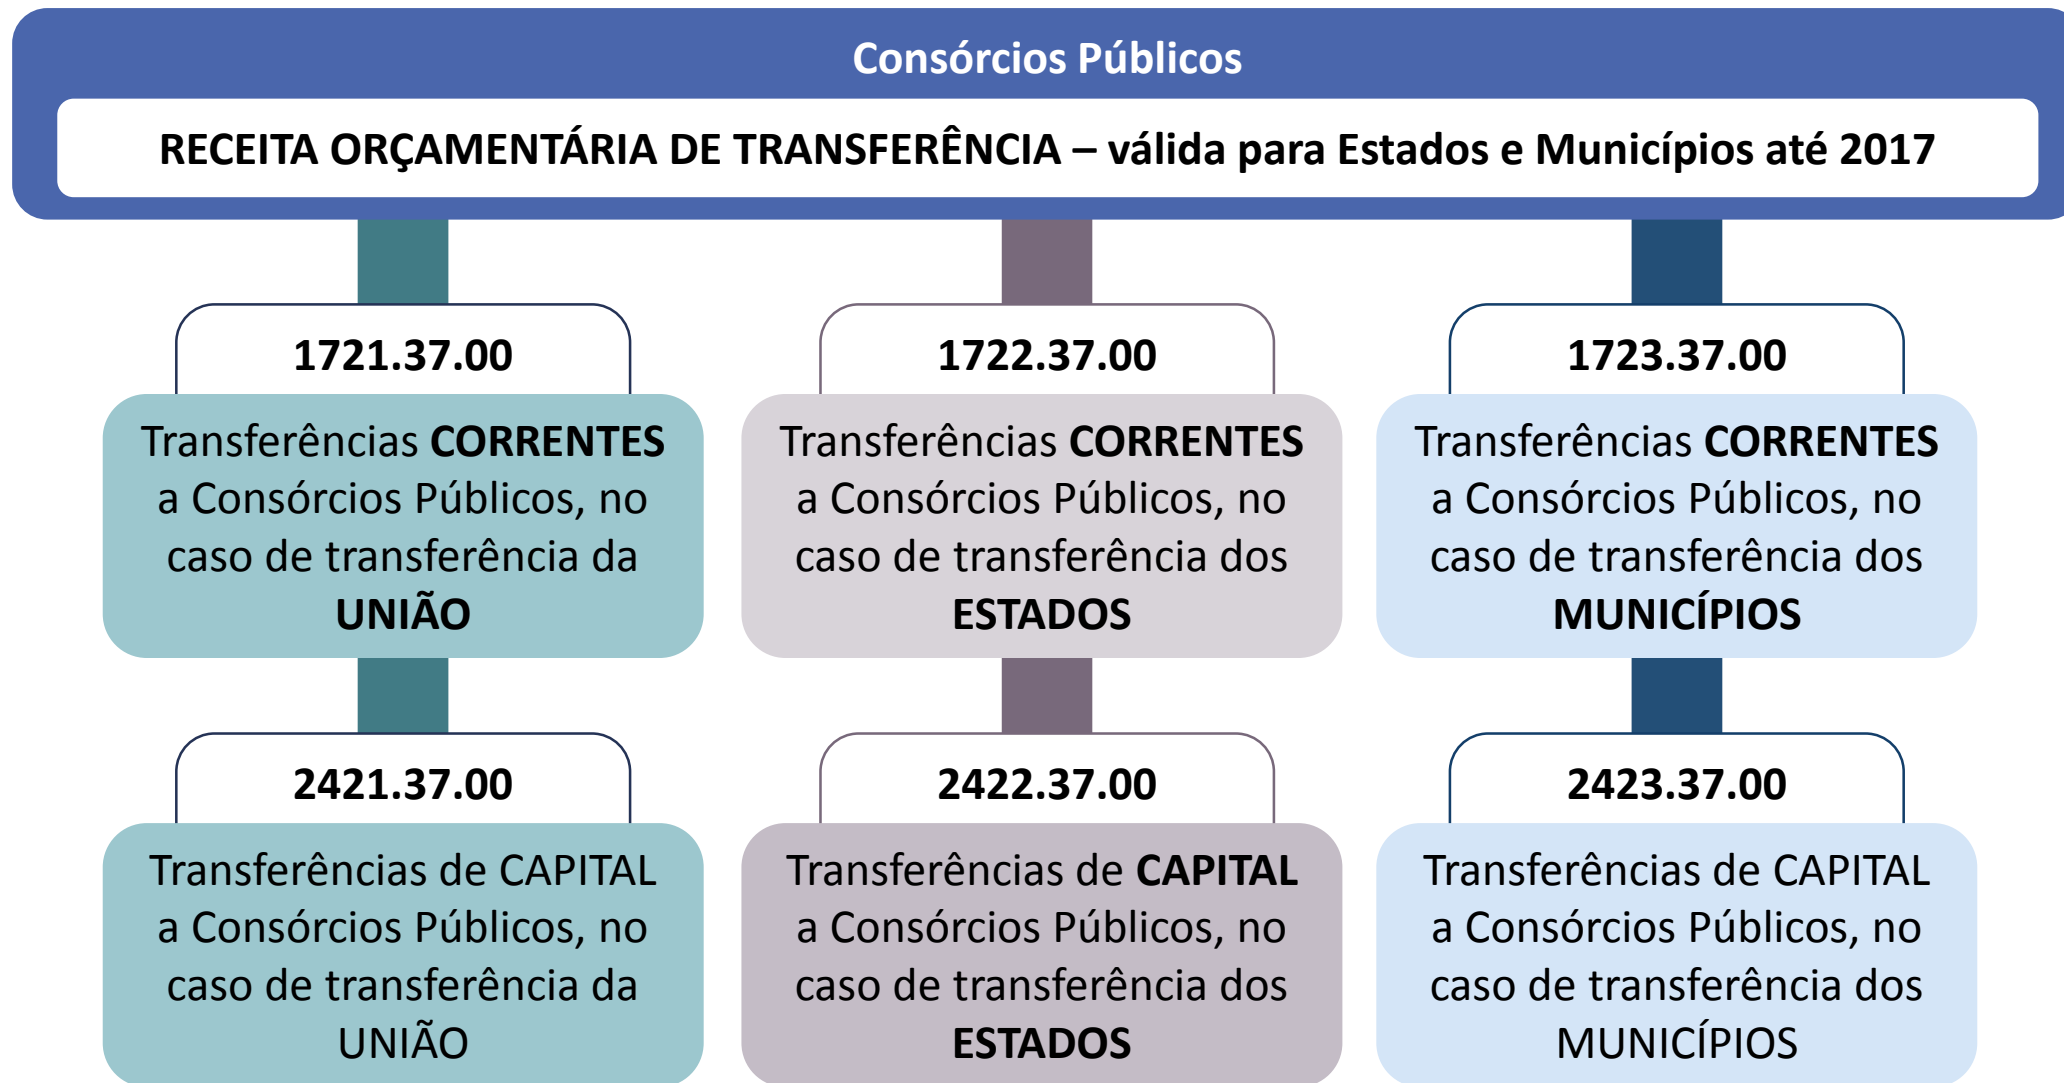 Consórcios Públicos
RECEITA ORÇAMENTÁRIA DE TRANSFERÊNCIA – válida para Estados e Municípios até 2017
1721.37.00
Transferências CORRENTES
a Consórcios Públicos, no
caso de transferência da
UNIÃO
1722.37.00
Transferências CORRENTES
a Consórcios Públicos, no
caso de transferência dos
ESTADOS
1723.37.00
Transferências CORRENTES
a Consórcios Públicos, no
caso de transferência dos
MUNICÍPIOS
2421.37.00
Transferências de CAPITAL
a Consórcios Públicos, no
caso de transferência da
UNIÃO
2422.37.00
Transferências de CAPITAL
a Consórcios Públicos, no
caso de transferência dos
ESTADOS
2423.37.00
Transferências de CAPITAL
a Consórcios Públicos, no
caso de transferência dos
MUNICÍPIOS